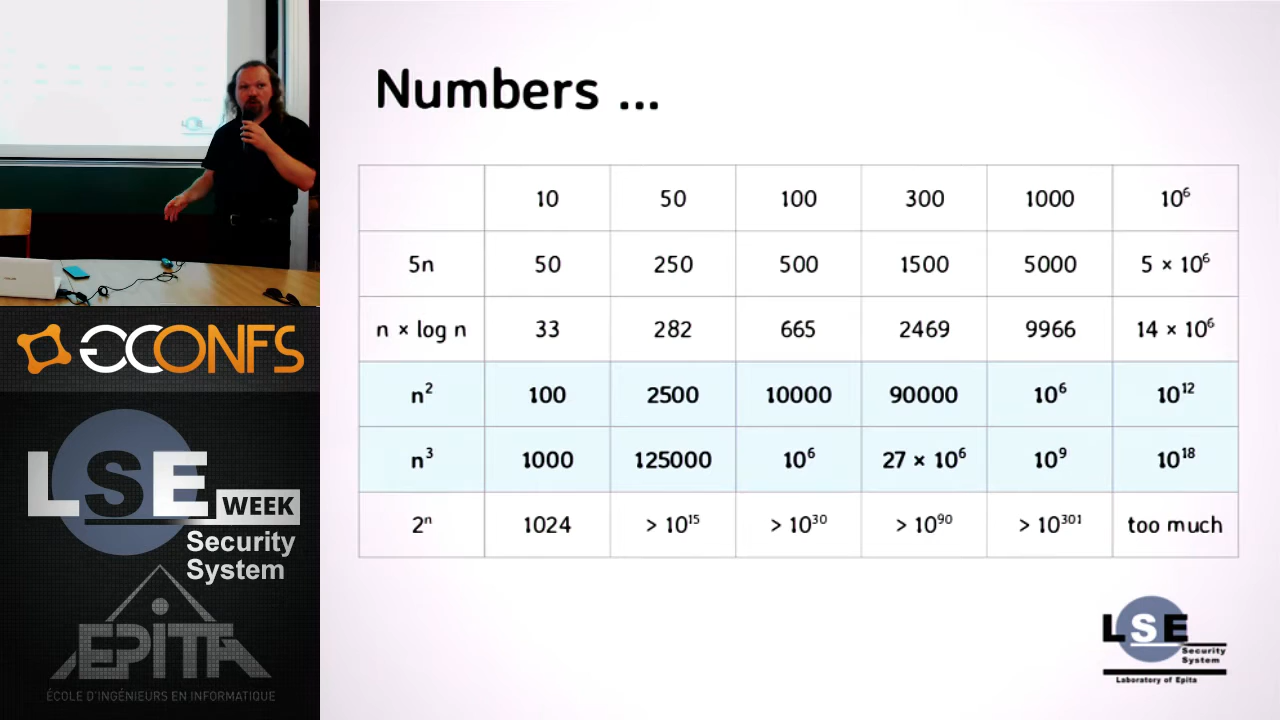 Numbers ...
10 50 100 300 1000 10⁶
5n 50 250 500 1500 5000 5 × 10⁶
n × log n 33 282 665 2469 9966 14 × 10⁶
n² 100 2500 10000 90000 10⁶ 10¹²
n³ 1000 125000 10⁶ 27 × 10⁶ 10⁹ 10¹⁸
2ⁿ 1024 > 10¹⁵ > 10³⁰ > 10⁹⁰ > 10³⁰¹ too much
GCONFS
LSE WEEK
Security
System
EPITA
ÉCOLE D'INGÉNIEURS EN INFORMATIQUE
LSE
Security
System
Laboratory of Epita